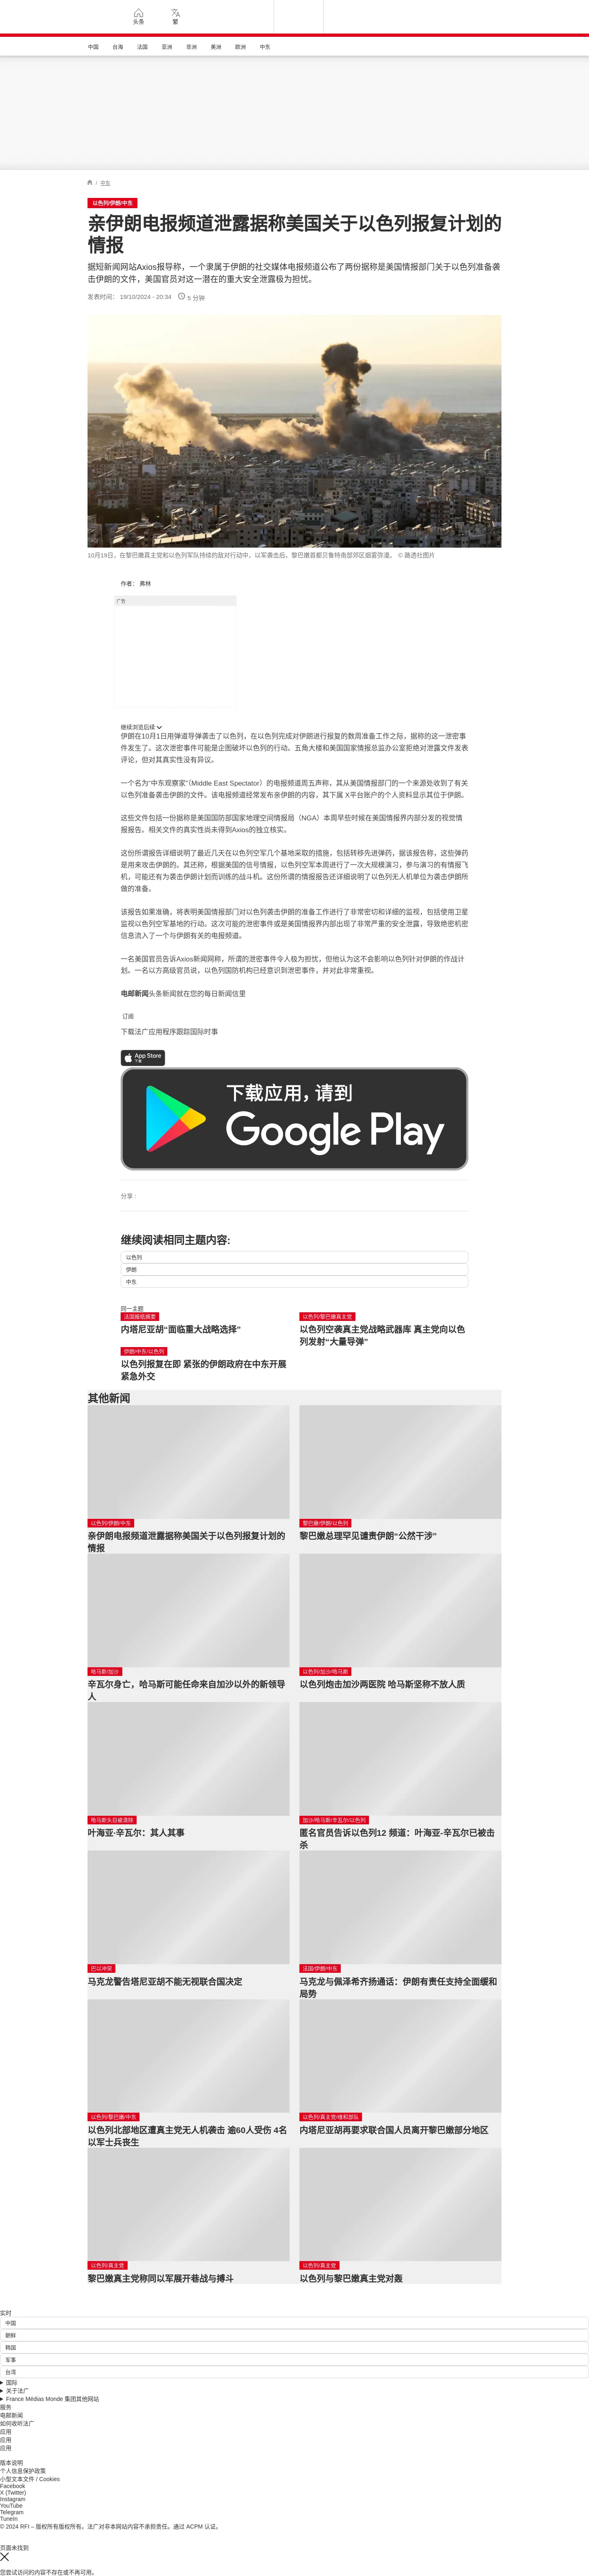 头条
繁
中国
台海
法国
亚洲
非洲
美洲
欧洲
中东
/ 中东
以色列/伊朗/中东
亲伊朗电报频道泄露据称美国关于以色列报复计划的
情报
据短新闻网站Axios报导称，一个隶属于伊朗的社交媒体电报频道公布了两份据称是美国情报部门关于以色列准备袭
击伊朗的文件，美国官员对这一潜在的重大安全泄露极为担忧。
发表时间： 19/10/2024 - 20:34 5 分钟
10月19日，在黎巴嫩真主党和以色列军队持续的敌对行动中，以军袭击后，黎巴嫩首都贝鲁特南部郊区烟雾弥漫。 © 路透社图片
作者： 弗林
广告
继续浏览后续
伊朗在10月1日用弹道导弹袭击了以色列，在以色列完成对伊朗进行报复的数周准备工作之际，据称的这一泄密事
件发生了。这次泄密事件可能是企图破坏以色列的行动。五角大楼和美国国家情报总监办公室拒绝对泄露文件发表
评论，但对其真实性没有异议。
一个名为“中东观察家”（Middle East Spectator）的电报频道周五声称，其从美国情报部门的一个来源处收到了有关
以色列准备袭击伊朗的文件。该电报频道经常发布亲伊朗的内容，其下属 X平台账户的个人资料显示其位于伊朗。
这些文件包括一份据称是美国国防部国家地理空间情报局（NGA）本周早些时候在美国情报界内部分发的视觉情
报报告。相关文件的真实性尚未得到Axios的独立核实。
这份所谓报告详细说明了最近几天在以色列空军几个基地采取的措施，包括转移先进弹药，据该报告称，这些弹药
是用来攻击伊朗的。其还称，根据美国的信号情报，以色列空军本周进行了一次大规模演习，参与演习的有情报飞
机，可能还有为袭击伊朗计划而训练的战斗机。这份所谓的情报报告还详细说明了以色列无人机单位为袭击伊朗所
做的准备。
该报告如果准确，将表明美国情报部门对以色列袭击伊朗的准备工作进行了非常密切和详细的监视，包括使用卫星
监视以色列空军基地的行动。这次可能的泄密事件或是美国情报界内部出现了非常严重的安全泄露，导致绝密机密
信息流入了一个与伊朗有关的电报频道。
一名美国官员告诉Axios新闻网称，所谓的泄密事件令人极为担忧，但他认为这不会影响以色列针对伊朗的作战计
划。一名以方高级官员说，以色列国防机构已经意识到泄密事件，并对此非常重视。
电邮新闻头条新闻就在您的每日新闻信里
订阅
下载法广应用程序跟踪国际时事
App Store
下载
下载应用，请到
Google Play
分享 :
继续阅读相同主题内容:
以色列
伊朗
中东
同一主题
法国报纸摘要
内塔尼亚胡“面临重大战略选择”
以色列/黎巴嫩真主党
以色列空袭真主党战略武器库 真主党向以色
列发射“大量导弹”
伊朗/中东/以色列
以色列报复在即 紧张的伊朗政府在中东开展
紧急外交
其他新闻
以色列/伊朗/中东
亲伊朗电报频道泄露据称美国关于以色列报复计划的
情报
黎巴嫩/伊朗/以色列
黎巴嫩总理罕见谴责伊朗“公然干涉”
哈马斯/加沙
辛瓦尔身亡，哈马斯可能任命来自加沙以外的新领导
人
以色列/加沙/哈马斯
以色列炮击加沙两医院 哈马斯坚称不放人质
哈马斯头目被清除
叶海亚·辛瓦尔：其人其事
加沙/哈马斯/辛瓦尔/以色列
匿名官员告诉以色列12 频道：叶海亚-辛瓦尔已被击
杀
巴以冲突
马克龙警告塔尼亚胡不能无视联合国决定
法国/伊朗/中东
马克龙与佩泽希齐扬通话：伊朗有责任支持全面缓和
局势
以色列/黎巴嫩/中东
以色列北部地区遭真主党无人机袭击 逾60人受伤 4名
以军士兵丧生
以色列/真主党/维和部队
内塔尼亚胡再要求联合国人员离开黎巴嫩部分地区
以色列/真主党
黎巴嫩真主党称同以军展开巷战与搏斗
以色列/真主党
以色列与黎巴嫩真主党对轰
实时
中国
朝鲜
韩国
军事
台湾
国际
关于法广
France Médias Monde 集团其他网站
服务
电邮新闻
如何收听法广
应用
应用
应用
版本说明
个人信息保护政策
小型文本文件 / Cookies
Facebook
X (Twitter)
Instagram
YouTube
Telegram
TuneIn
© 2024 RFI – 版权所有版权所有。法广对非本网站内容不承担责任。通过 ACPM 认证。
页面未找到
您尝试访问的内容不存在或不再可用。